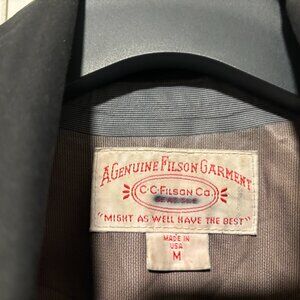 A GENUINE FILSON GARMENT
C·C·FILSON Co.
"MIGHT AS WELL HAVE THE BEST"
MADE IN
USA
M